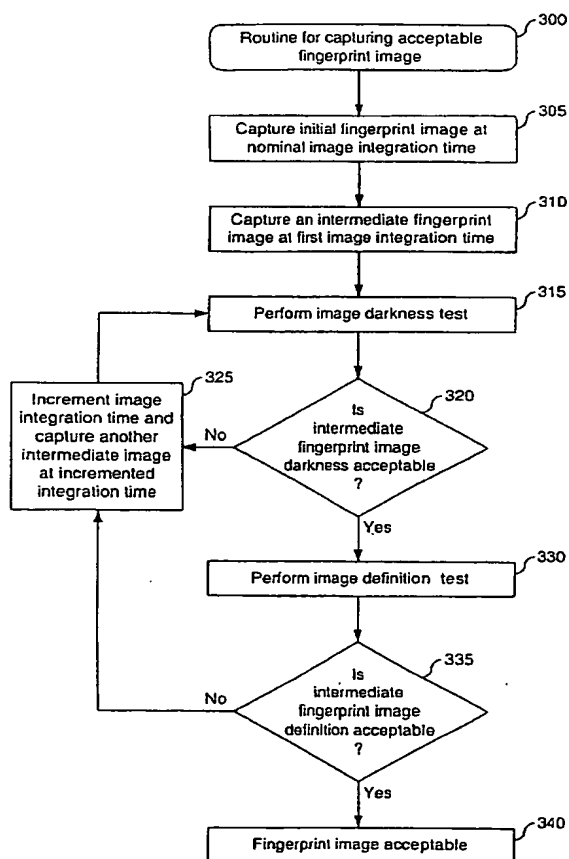 300
Routine for capturing acceptable
fingerprint image
305
Capture initial fingerprint image at
nominal image integration time
310
Capture an intermediate fingerprint
image at first image integration time
315
Perform image darkness test
325
Increment image
integration time and
capture another
intermediate image
at incremented
integration time
320
Is
intermediate
fingerprint image
darkness acceptable
?
No
Yes
330
Perform image definition test
335
Is
intermediate
fingerprint image
definition acceptable
?
No
Yes
340
Fingerprint image acceptable